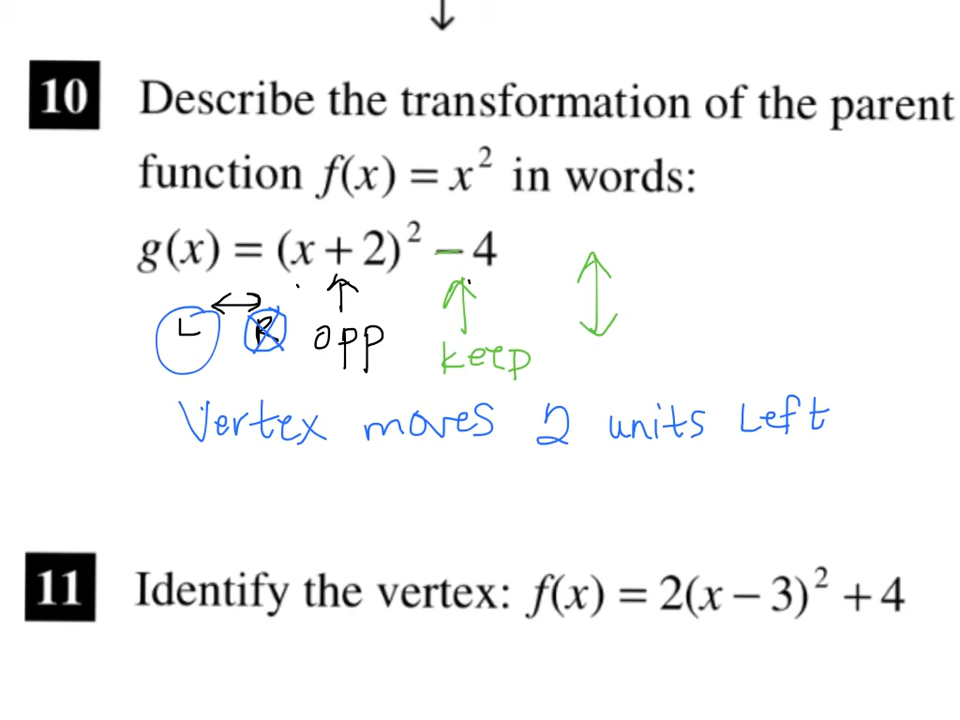 10 Describe the transformation of the parent
function f(x) = x² in words:
g(x) = (x + 2)² − 4
L R opp keep
Vertex moves 2 units Left
11 Identify the vertex: f(x) = 2(x − 3)² + 4